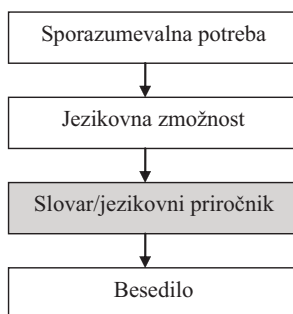 Sporazumevalna potreba
Jezikovna zmožnost
Slovar/jezikovni priročnik
Besedilo